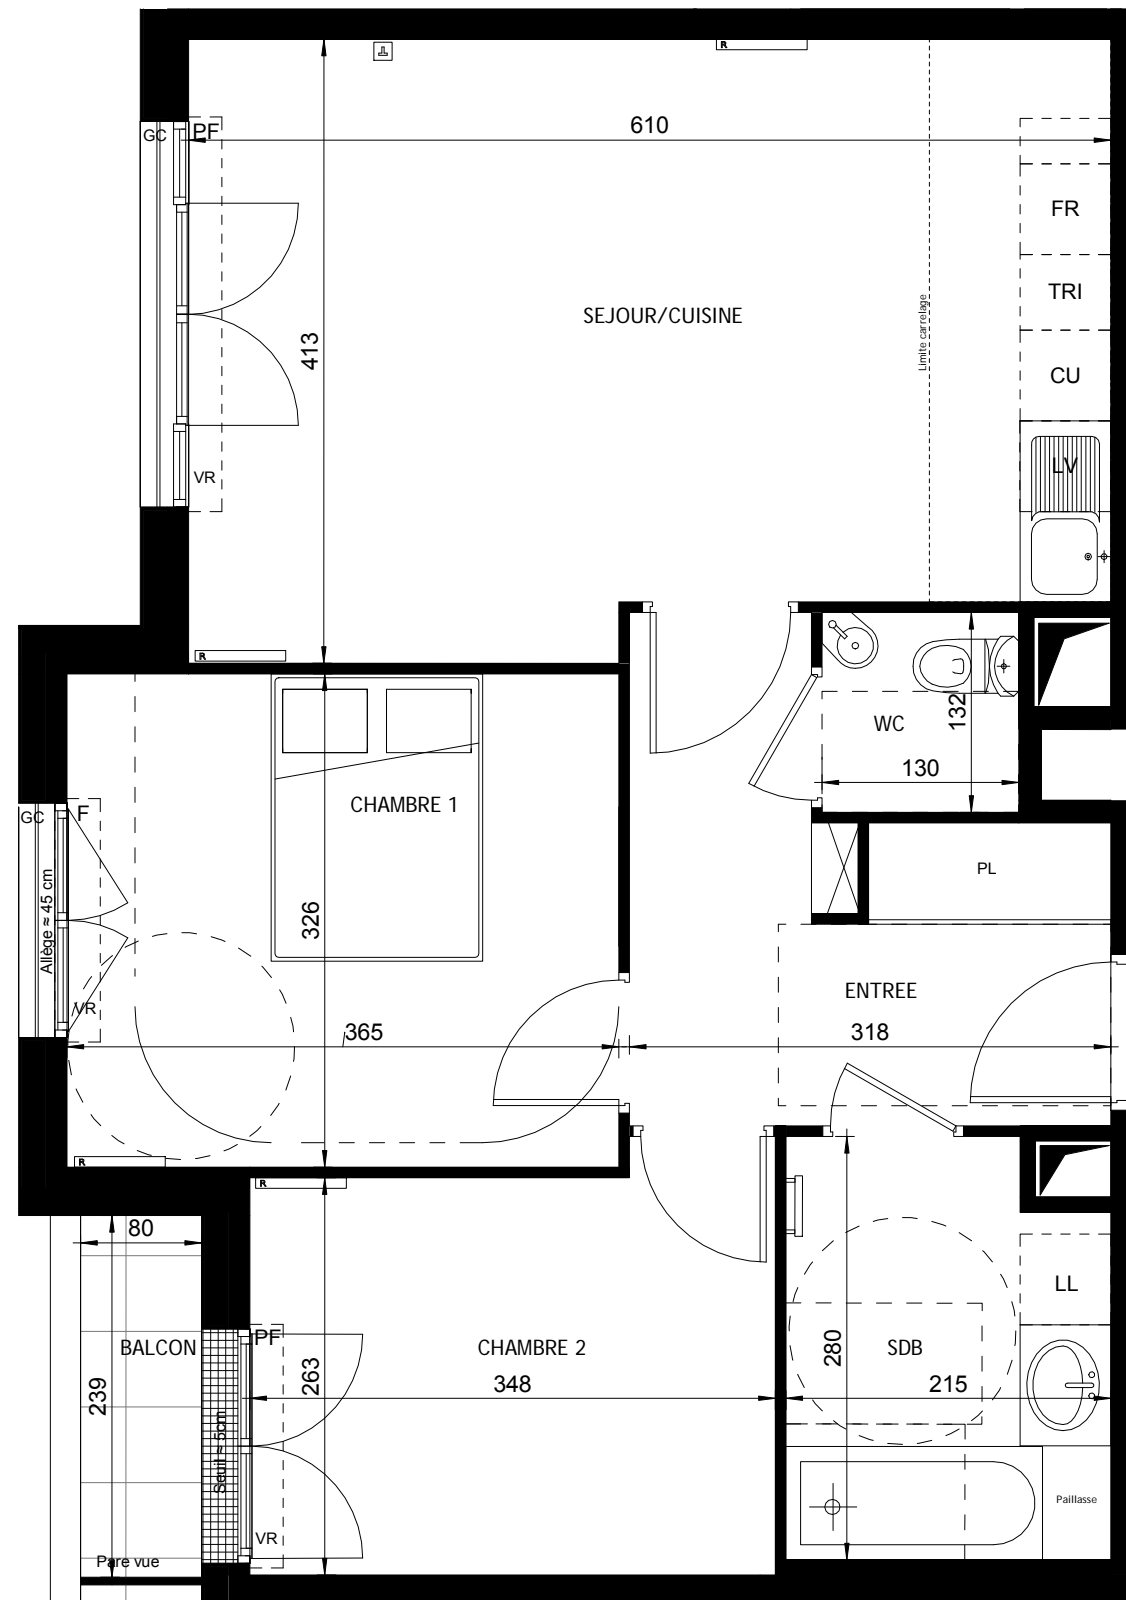 R
GC
PF
610
FR
TRI
SEJOUR/CUISINE
Limite carrelage
413
CU
LV
VR
R
WC
132
130
CHAMBRE 1
GC
F
Allège ≈ 45 cm
326
PL
VR
ENTREE
365
318
R
R
80
LL
BALCON
PF
CHAMBRE 2
280
SDB
239
263
348
215
Seuil ≈ 5cm
Paillasse
VR
Pare vue